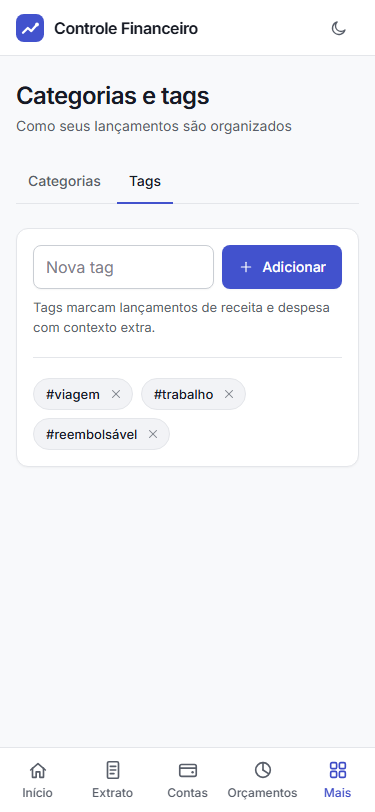 Controle Financeiro
Categorias e tags
Como seus lançamentos são organizados
Categorias Tags
Nova tag + Adicionar
Tags marcam lançamentos de receita e despesa
com contexto extra.
#viagem × #trabalho ×
#reembolsável ×
Início Extrato Contas Orçamentos Mais